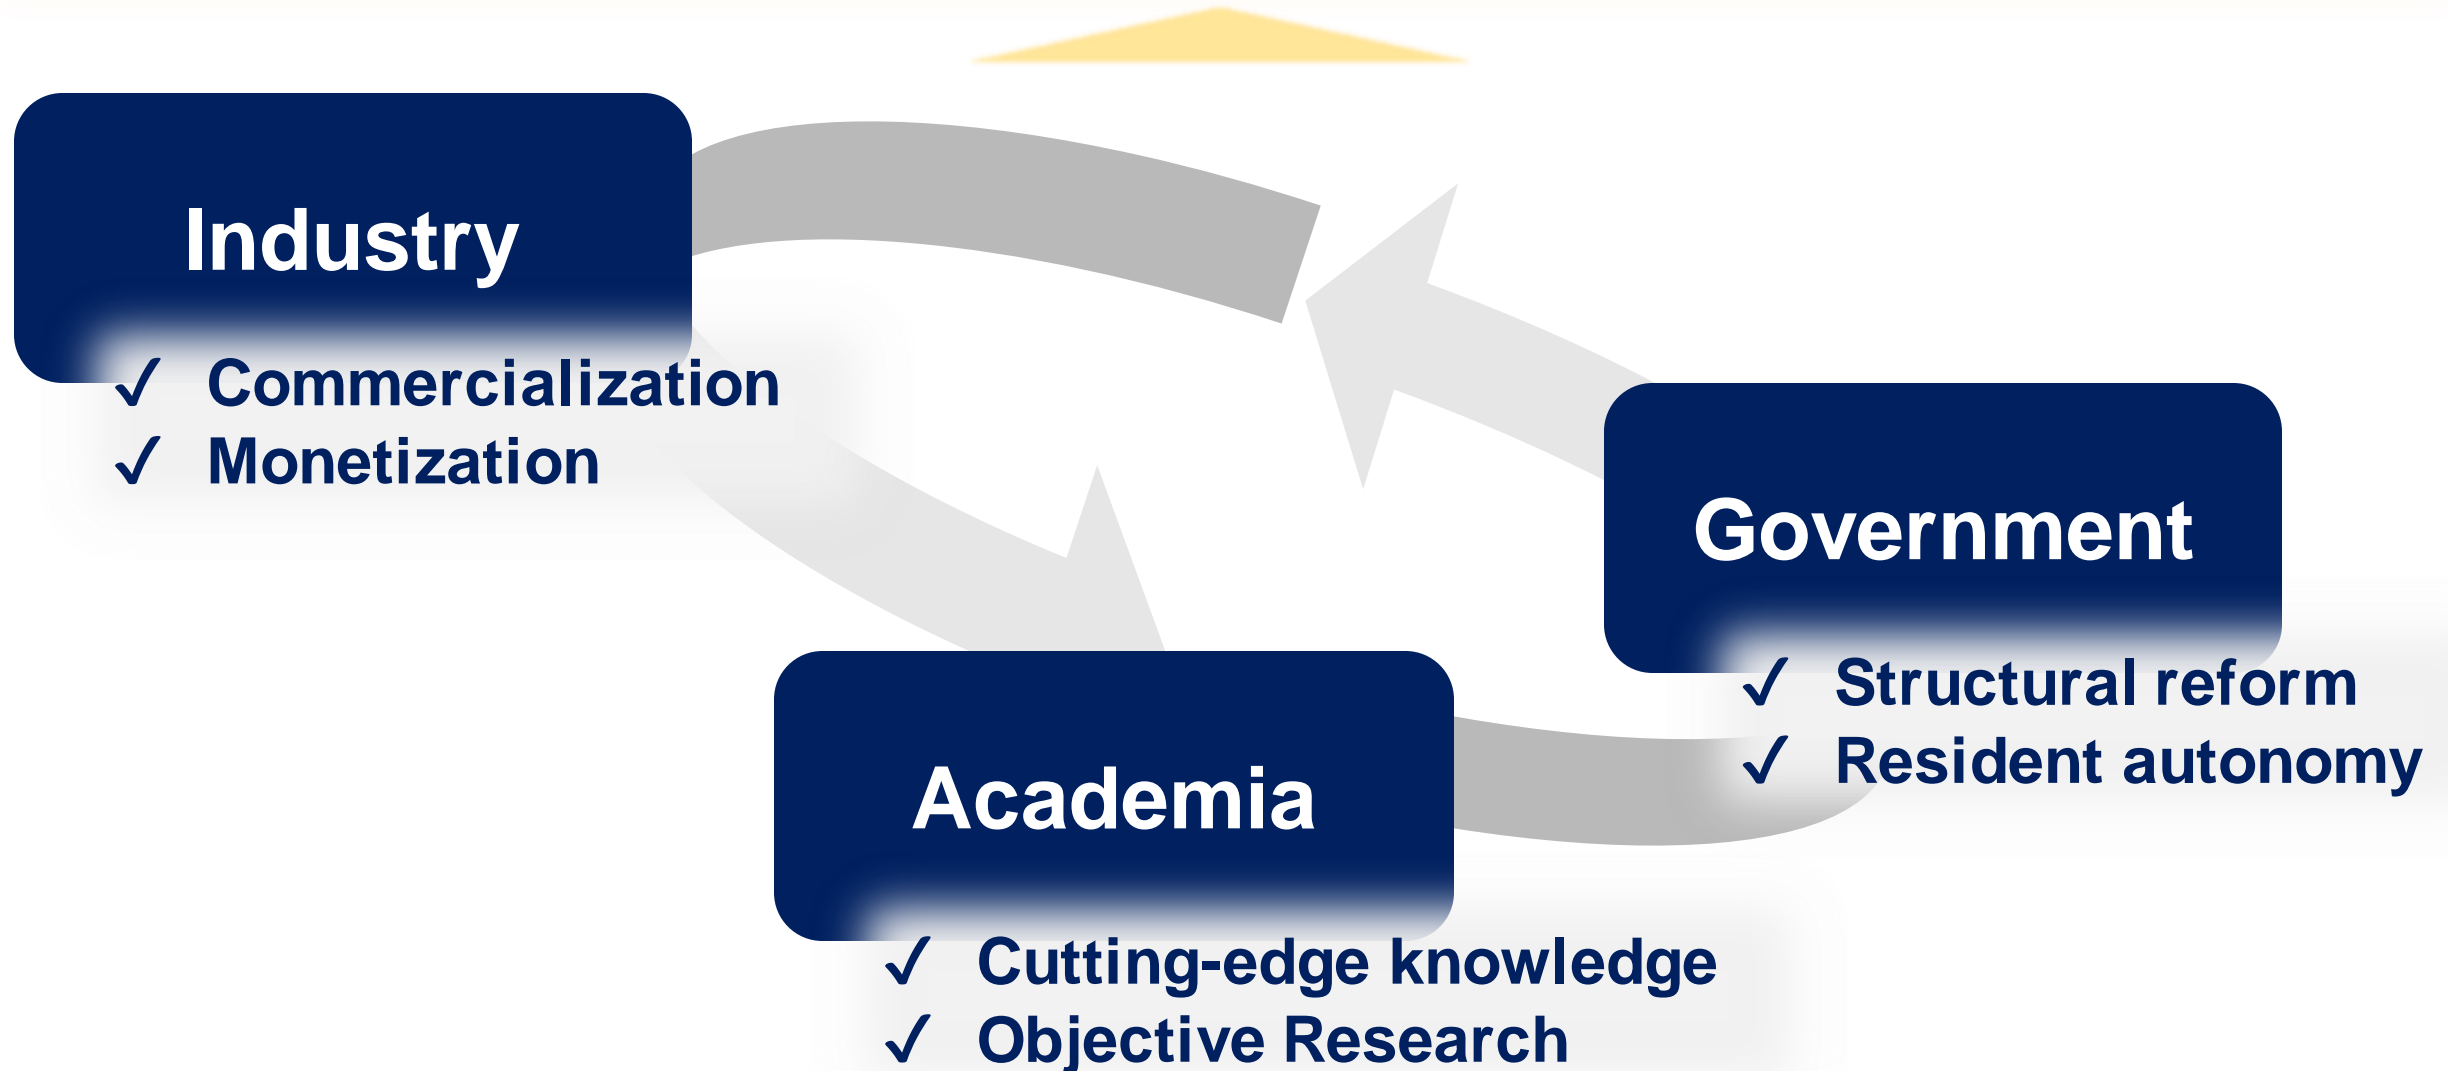 Industry
✓ Commercialization
✓ Monetization
Government
✓ Structural reform
✓ Resident autonomy
Academia
✓ Cutting-edge knowledge
✓ Objective Research